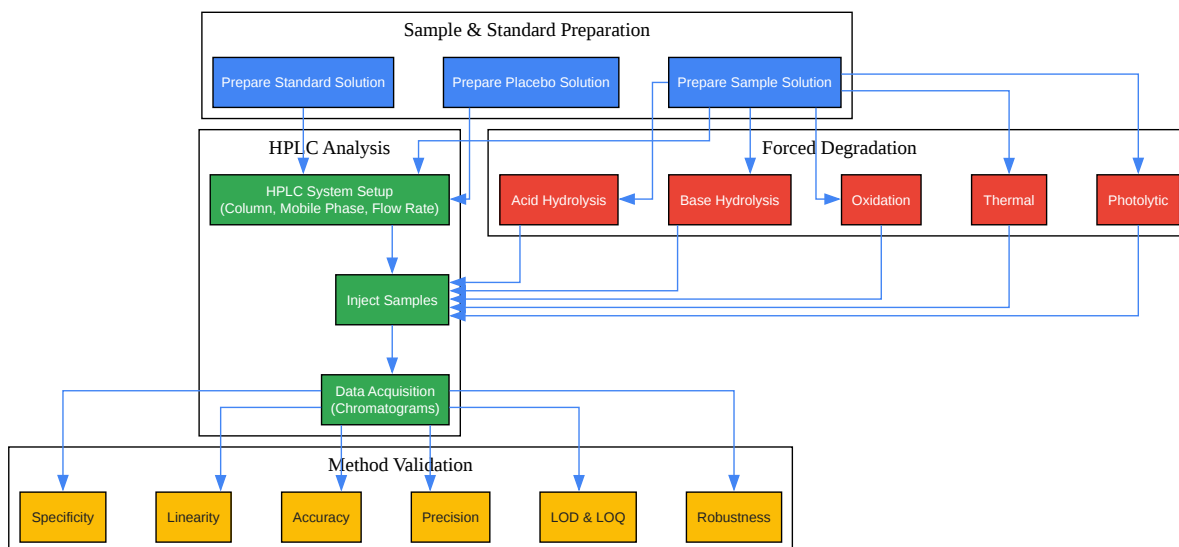 Sample & Standard Preparation
Prepare Standard Solution
Prepare Placebo Solution
Prepare Sample Solution
HPLC Analysis
Forced Degradation
HPLC System Setup
(Column, Mobile Phase, Flow Rate)
Acid Hydrolysis
Base Hydrolysis
Oxidation
Thermal
Photolytic
Inject Samples
Data Acquisition
(Chromatograms)
Method Validation
Specificity
Linearity
Accuracy
Precision
LOD & LOQ
Robustness